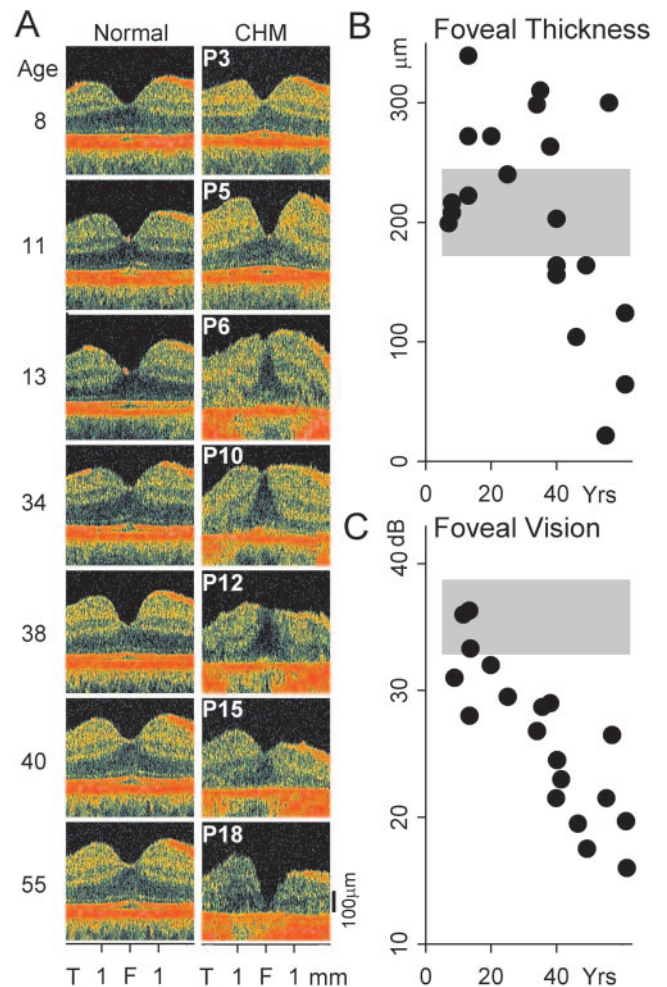 A
Normal CHM
Age
8
P3
11
P5
13
P6
34
P10
38
P12
40
P15
55
P18
100μm
T 1 F 1 T 1 F 1 mm
B Foveal Thickness
μm
300
200
100
0
0 20 40 Yrs
C Foveal Vision
40 dB
30
20
10
0 20 40 Yrs